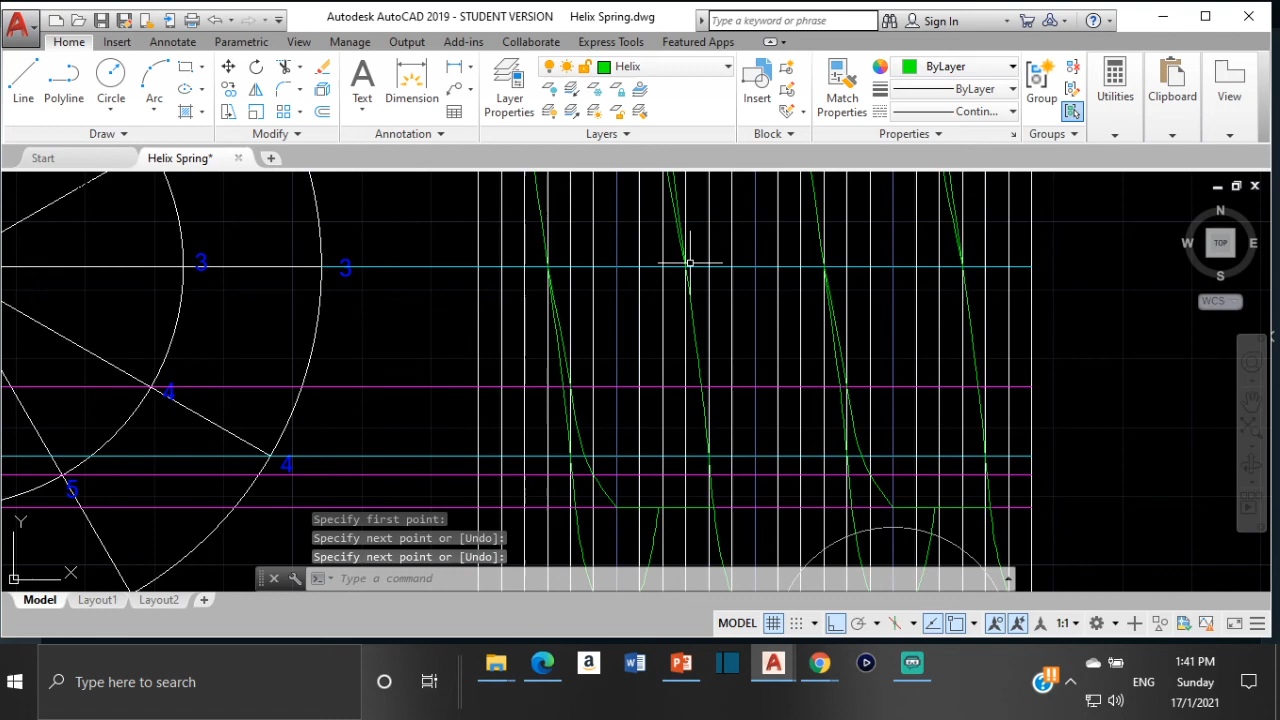 Autodesk AutoCAD 2019 - STUDENT VERSION Helix Spring.dwg
Type a keyword or phrase
Sign In
Home Insert Annotate Parametric View Manage Output Add-ins Collaborate Express Tools Featured Apps
Helix
ByLayer
ByLayer
Contin...
Line Polyline Circle Arc
Text Dimension
Layer Properties
Insert
Match Properties
Group
Utilities
Clipboard
View
Draw Modify Annotation Layers Block Properties Groups
Start
Helix Spring*
N
W TOP E
S
WCS
3
3
4
4
5
Y
X
Specify first point:
Specify next point or [Undo]:
Specify next point or [Undo]:
Type a command
Model Layout1 Layout2
MODEL
1:1
Type here to search
ENG
1:41 PM
Sunday
17/1/2021